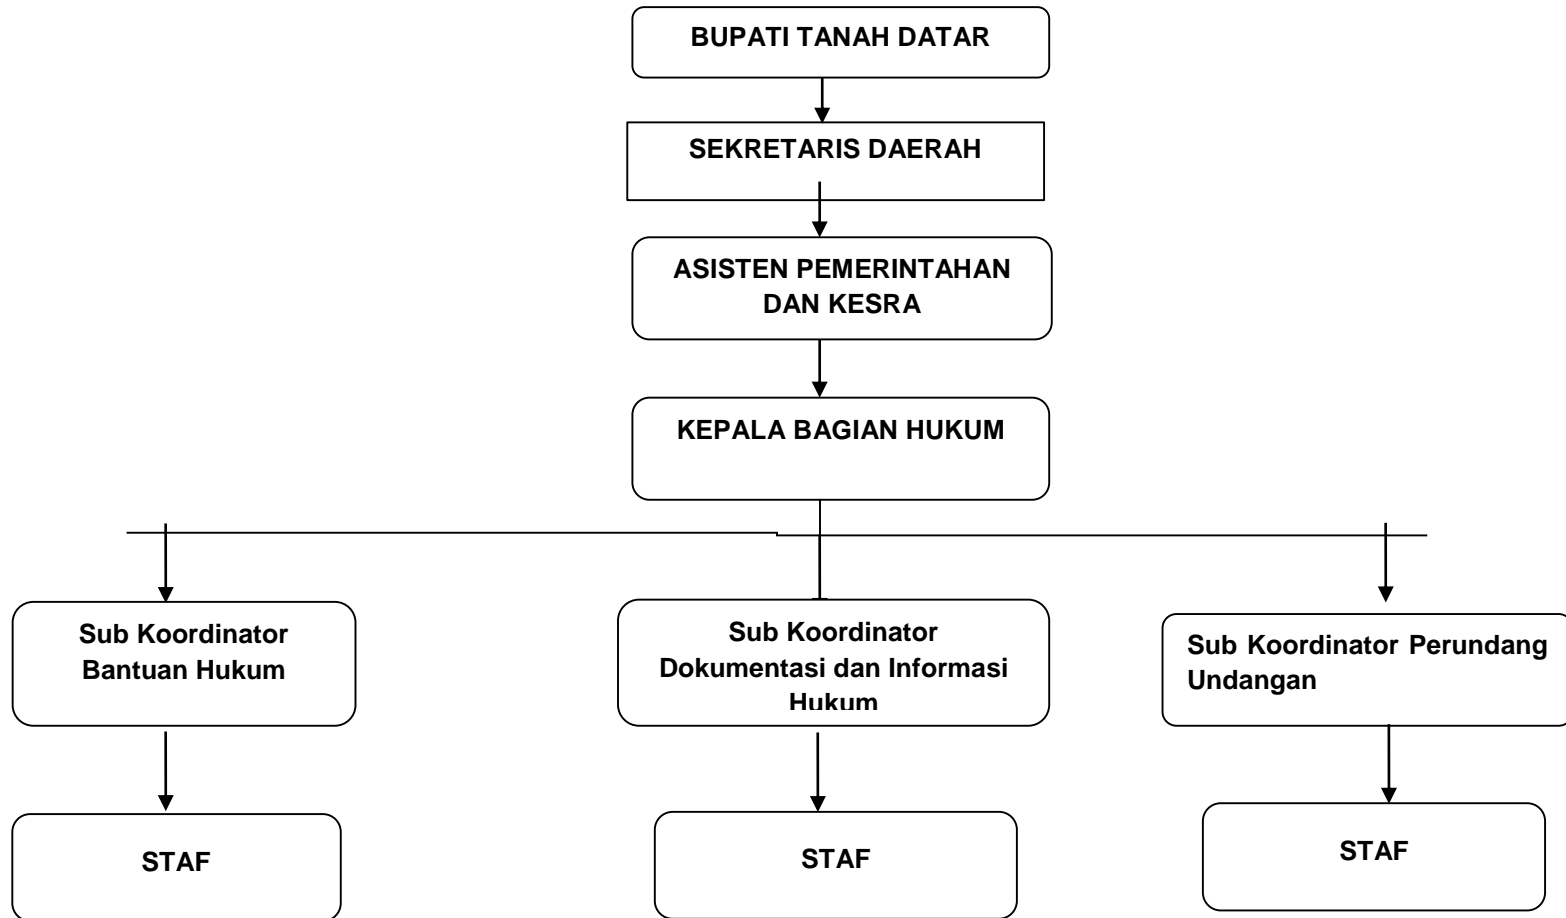 BUPATI TANAH DATAR
SEKRETARIS DAERAH
ASISTEN PEMERINTAHAN
DAN KESRA
KEPALA BAGIAN HUKUM
Sub Koordinator
Bantuan Hukum
Sub Koordinator
Dokumentasi dan Informasi
Hukum
Sub Koordinator Perundang
Undangan
STAF
STAF
STAF